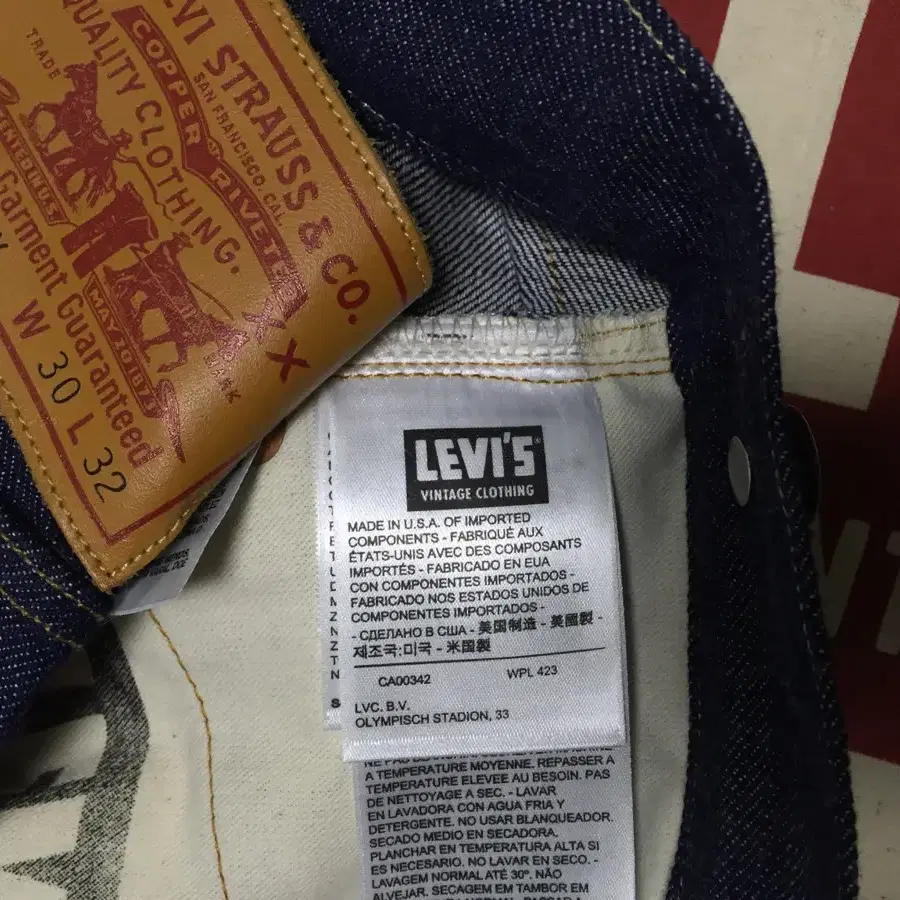 LEVI STRAUSS & CO.
QUALITY CLOTHING.
TRADE MARK
COPPER RIVETED
SAN FRANCISCO, CAL.
XX
MAY 20 1873
Garment Guaranteed
W 30 L 32
LEVI'S®
VINTAGE CLOTHING
MADE IN U.S.A. OF IMPORTED
COMPONENTS - FABRIQUÉ AUX
ÉTATS-UNIS AVEC DES COMPOSANTS
IMPORTÉS - FABRICADO EN EUA
CON COMPONENTES IMPORTADOS -
FABRICADO NOS ESTADOS UNIDOS DE
COMPONENTES IMPORTADOS -
- СДЕЛАНО В США - 美国制造 - 美國製 -
제조국:미국 - 米国製
CA00342 WPL 423
LVC. B.V.
OLYMPISCH STADION, 33
A TEMPERATURE MOYENNE. REPASSER A
TEMPERATURE ELEVEE AU BESOIN. PAS
DE NETTOYAGE A SEC. - LAVAR
EN LAVADORA CON AGUA FRIA Y
DETERGENTE. NO USAR BLANQUEADOR.
SECADO MEDIO EN SECADORA.
PLANCHAR EN TEMPERATURA ALTA SI
ES NECESARIO. NO LAVAR EN SECO. -
LAVAGEM NORMAL ATÉ 30°. NÃO
ALVEJAR. SECAGEM EM TAMBOR EM